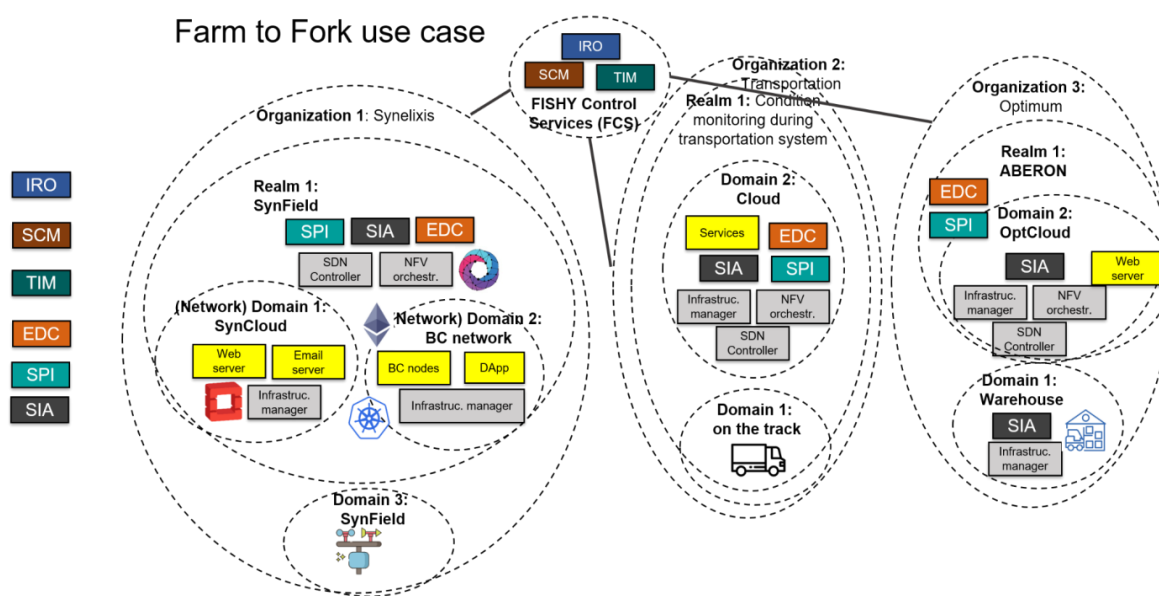 Farm to Fork use case
IRO
SCM
TIM
FISHY Control
Services (FCS)
IRO
SCM
TIM
EDC
SPI
SIA
Organization 1: Synelixis
Realm 1:
SynField
SPI
SIA
EDC
SDN
Controller
NFV
orchestr.
(Network) Domain 1:
SynCloud
Web
server
Email
server
Infrastruc.
manager
Network) Domain 2:
BC network
BC nodes
DApp
Infrastruc. manager
Domain 3:
SynField
Organization 2:
Transportation
Realm 1: Condition
monitoring during
transportation system
Domain 2:
Cloud
Services
EDC
SIA
SPI
Infrastruc.
manager
NFV
orchestr.
SDN
Controller
Domain 1:
on the track
Organization 3:
Optimum
Realm 1:
ABERON
EDC
SPI
Domain 2:
OptCloud
SIA
Web
server
Infrastruc.
manager
NFV
orchestr.
SDN
Controller
Domain 1:
Warehouse
SIA
Infrastruc.
manager